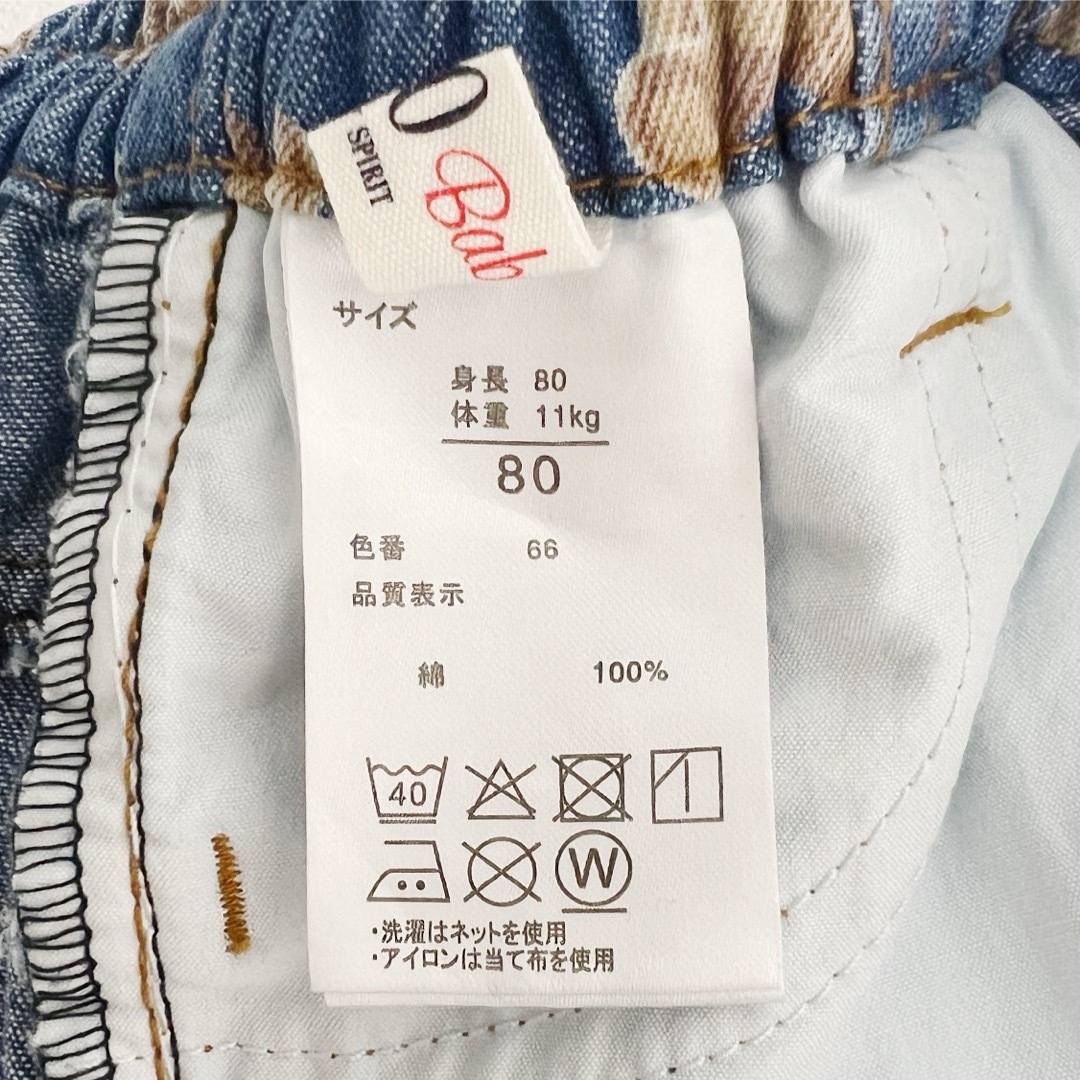 SPIRIT
サイズ
身長 80
体重 11kg
80
色番 66
品質表示
綿 100%
40
W
・洗濯はネットを使用
・アイロンは当て布を使用